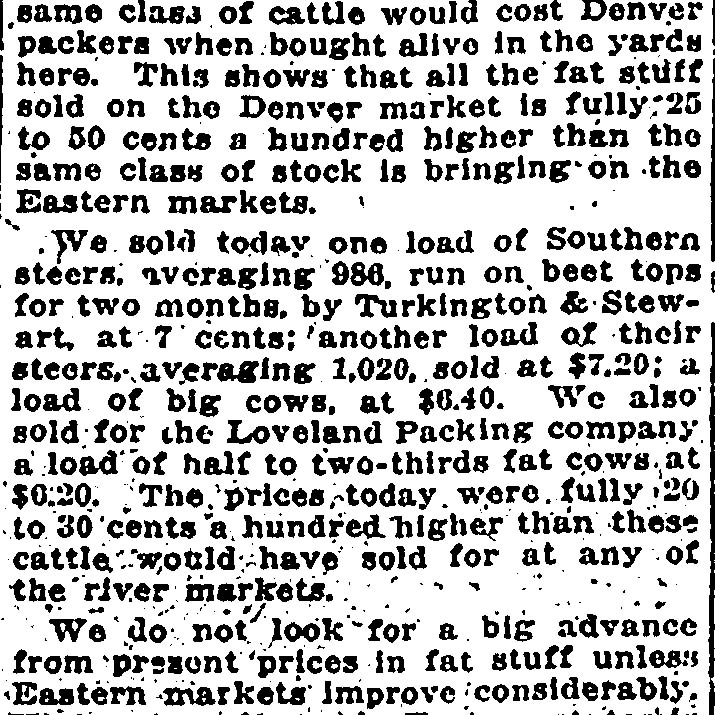 same class of cattle would cost Denver
packers when bought alive in the yards
here. This shows that all the fat stuff
sold on the Denver market is fully 25
to 50 cents a hundred higher than the
same class of stock is bringing on the
Eastern markets.
We sold today one load of Southern
steers, averaging 986, run on beet tops
for two months, by Turkington & Stew-
art, at 7 cents; another load of their
steers, averaging 1,020, sold at $7.20; a
load of big cows, at $6.40. We also
sold for the Loveland Packing company
a load of half to two-thirds fat cows at
$6.20. The prices today were fully 20
to 30 cents a hundred higher than these
cattle would have sold for at any of
the river markets.
We do not look for a big advance
from present prices in fat stuff unless
Eastern markets improve considerably.